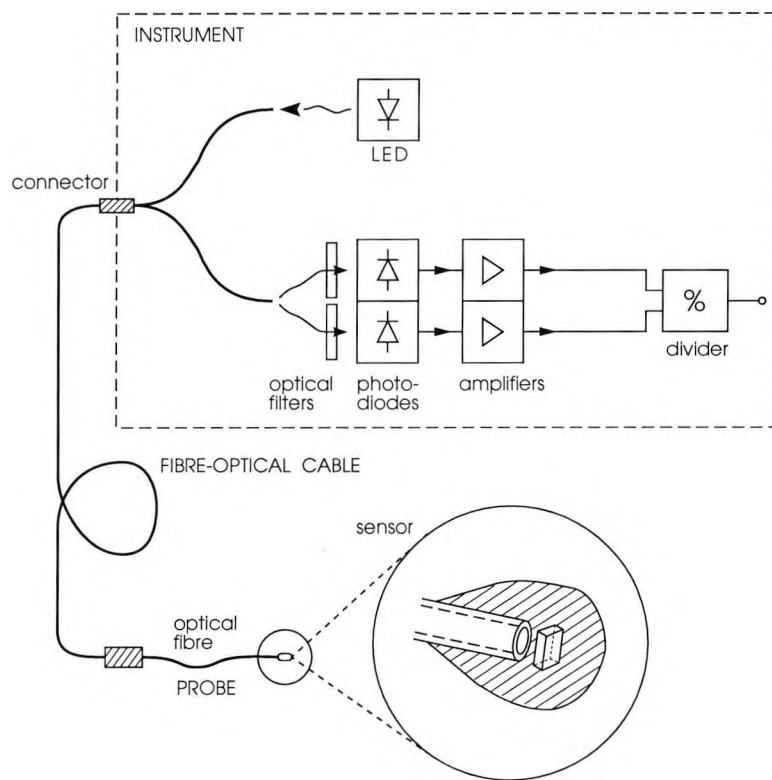 INSTRUMENT
LED
connector
%
divider
optical
filters
photo-
diodes
amplifiers
FIBRE-OPTICAL CABLE
sensor
optical
fibre
PROBE